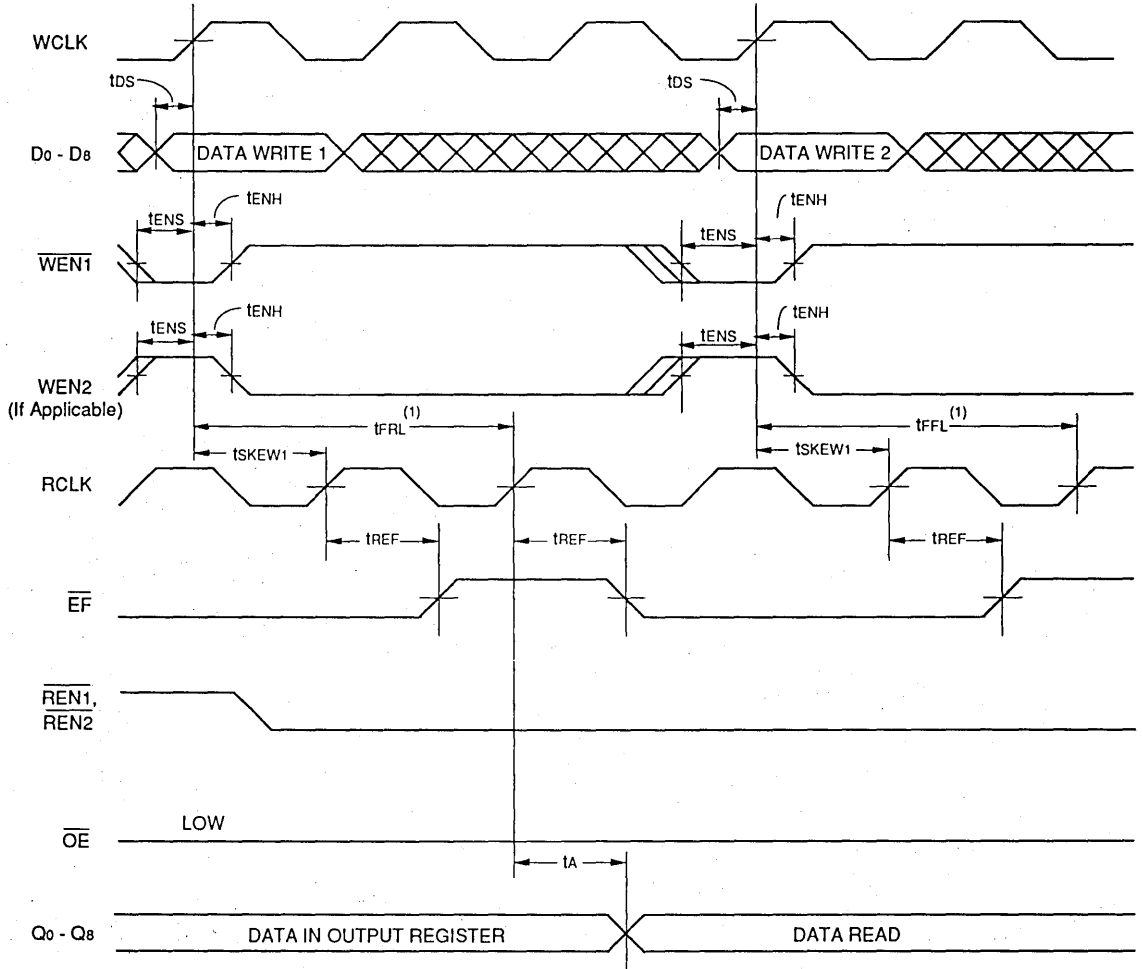 WCLK
tDS
tDS
D0 - D8
DATA WRITE 1
DATA WRITE 2
tENH
tENH
tENS
tENS
WEN1
tENH
tENH
tENS
tENS
WEN2
(If Applicable)
tFRL(1)
tFFL(1)
tSKEW1
tSKEW1
RCLK
tREF
tREF
tREF
EF
REN1,
REN2
LOW
OE
tA
Q0 - Q8
DATA IN OUTPUT REGISTER
DATA READ